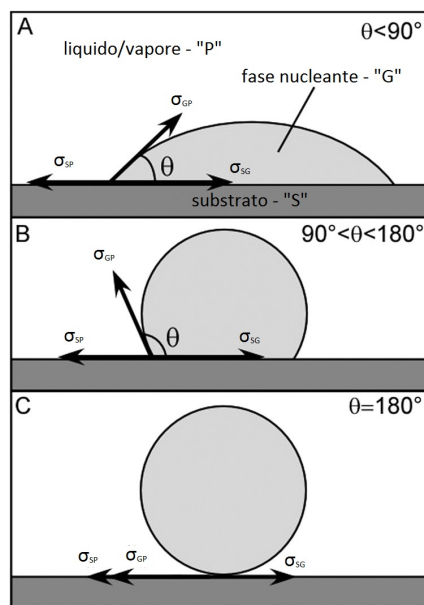 A
θ<90°
liquido/vapore - "P"
fase nucleante - "G"
σGP
σSP
θ
σSG
substrato - "S"
B
90°<θ<180°
σGP
σSP
θ
σSG
C
θ=180°
σSP
σGP
σSG